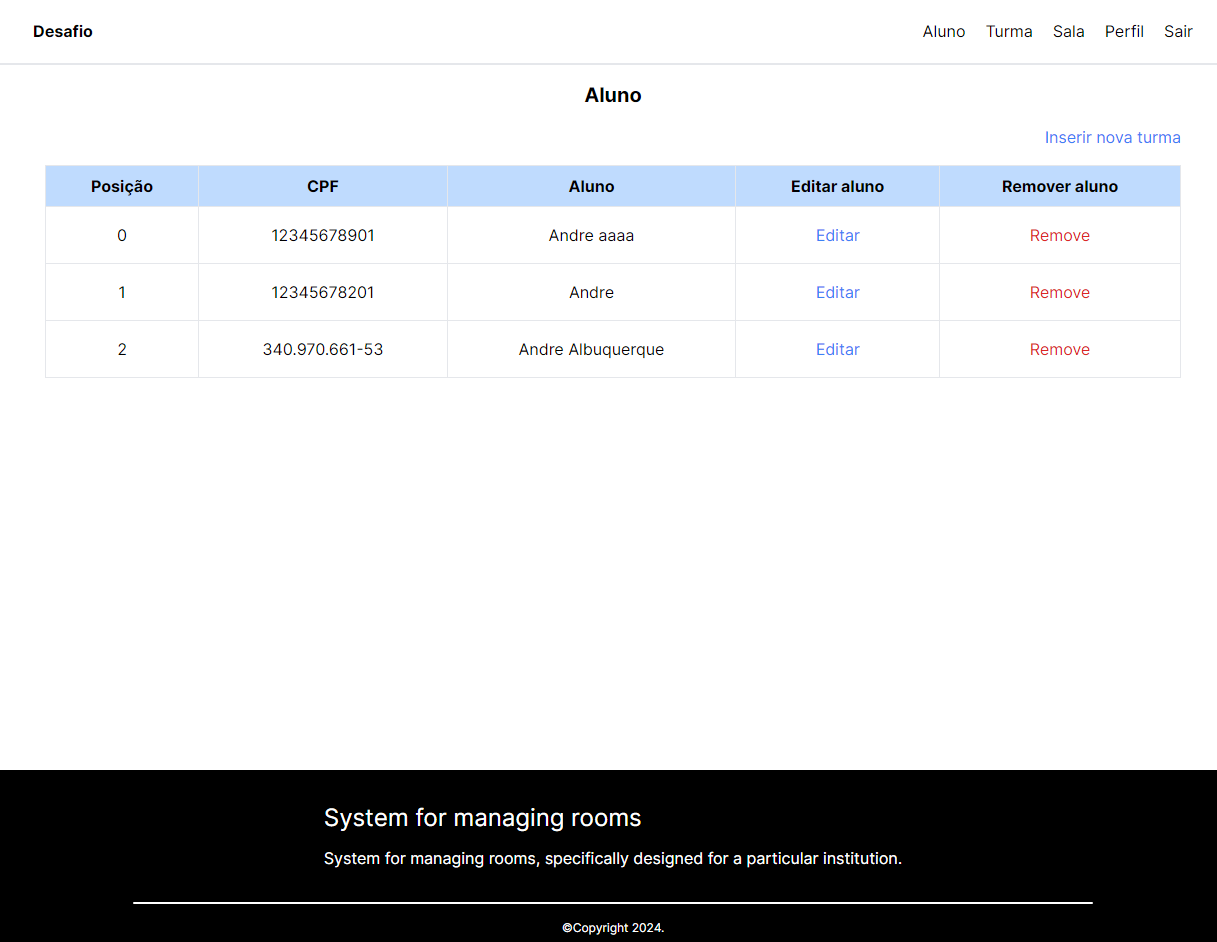 Desafio Aluno Turma Sala Perfil Sair
Aluno
Inserir nova turma
Posição CPF Aluno Editar aluno Remover aluno
0 12345678901 Andre aaaa Editar Remove
1 12345678201 Andre Editar Remove
2 340.970.661-53 Andre Albuquerque Editar Remove
System for managing rooms
System for managing rooms, specifically designed for a particular institution.
©Copyright 2024.